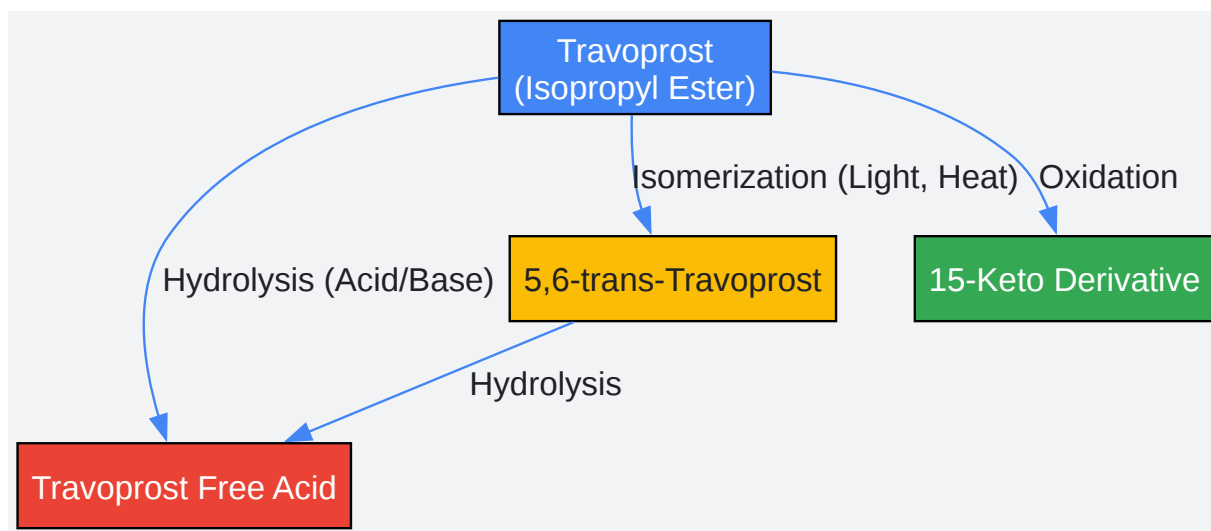 Travoprost
(Isopropyl Ester)
Isomerization (Light, Heat)
Oxidation
Hydrolysis (Acid/Base)
5,6-trans-Travoprost
15-Keto Derivative
Hydrolysis
Travoprost Free Acid